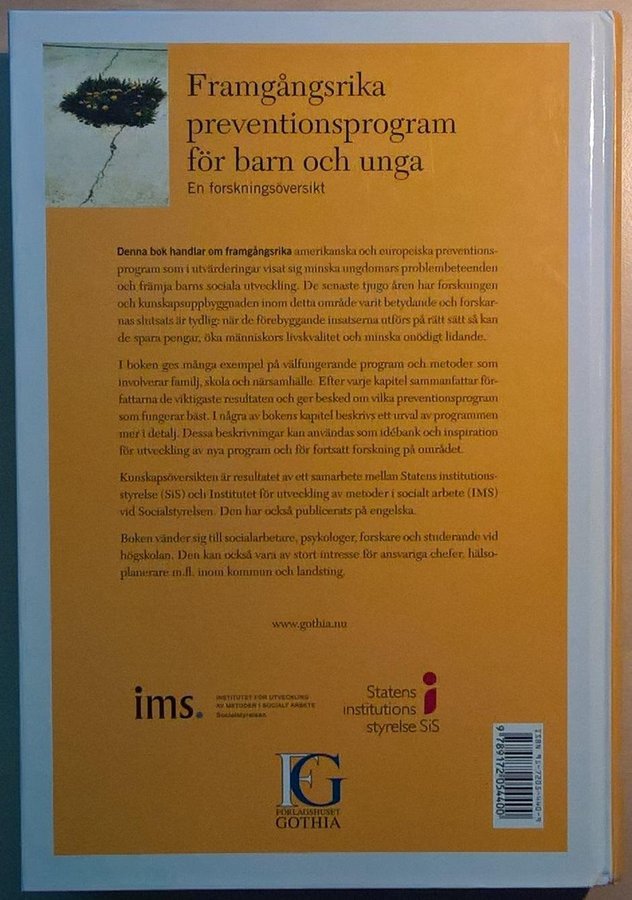 Framgångsrika
preventionsprogram
för barn och unga
En forskningsöversikt
Denna bok handlar om framgångsrika amerikanska och europeiska preventions-
program som i utvärderingar visat sig minska ungdomars problembeteenden
och främja barns sociala utveckling. De senaste tjugo åren har forskningen
och kunskapsuppbyggnaden inom detta område varit betydande och forskar-
nas slutsats är tydlig: när de förebyggande insatserna utförs på rätt sätt så kan
de spara pengar, öka människors livskvalitet och minska onödigt lidande.
I boken ges många exempel på välfungerande program och metoder som
involverar familj, skola och närsamhälle. Efter varje kapitel sammanfattar för-
fattarna de viktigaste resultaten och ger besked om vilka preventionsprogram
som fungerar bäst. I några av bokens kapitel beskrivs ett urval av programmen
mer i detalj. Dessa beskrivningar kan användas som idébank och inspiration
för utveckling av nya program och för fortsatt forskning på området.
Kunskapsöversikten är resultatet av ett samarbete mellan Statens institutions-
styrelse (SiS) och Institutet för utveckling av metoder i socialt arbete (IMS)
vid Socialstyrelsen. Den har också publicerats på engelska.
Boken vänder sig till socialarbetare, psykologer, forskare och studerande vid
högskolan. Den kan också vara av stort intresse för ansvariga chefer, hälso-
planerare m.fl. inom kommun och landsting.
www.gothia.nu
ims.
INSTITUTET FÖR UTVECKLING
AV METODER I SOCIALT ARBETE
Socialstyrelsen
Statens
institutions
styrelse SiS
FG
FÖRLAGSHUSET
GOTHIA
ISBN 91-7205-440-9
9 789172 054400